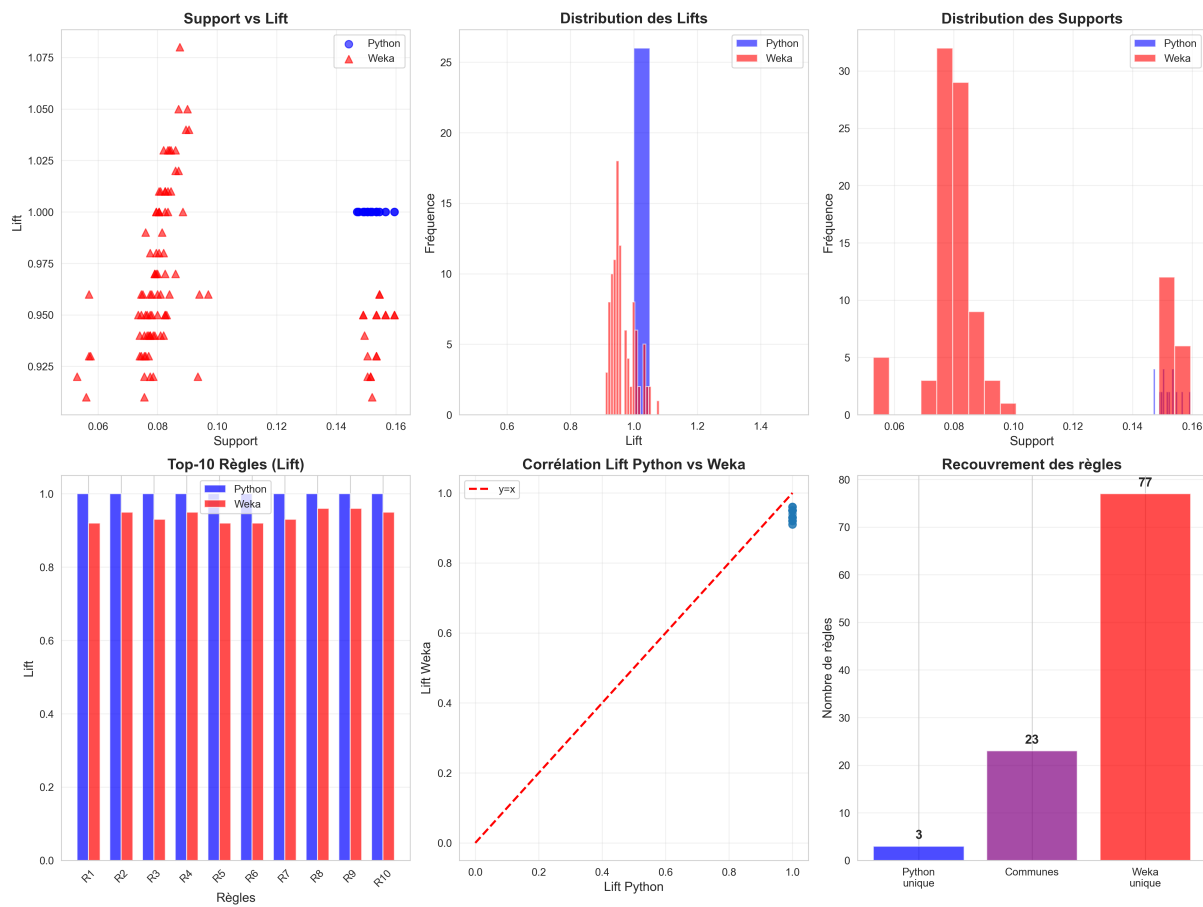 Support vs Lift
Python
Weka
1.075
1.050
1.025
1.000
0.975
0.950
0.925
Lift
0.06
0.08
0.10
0.12
0.14
0.16
Support
Distribution des Lifts
Python
Weka
25
20
15
10
5
0
Fréquence
0.6
0.8
1.0
1.2
1.4
Lift
Distribution des Supports
Python
Weka
30
25
20
15
10
5
0
Fréquence
0.06
0.08
0.10
0.12
0.14
0.16
Support
Top-10 Règles (Lift)
Python
Weka
1.0
0.8
0.6
0.4
0.2
0.0
Lift
R1
R2
R3
R4
R5
R6
R7
R8
R9
R10
Règles
Corrélation Lift Python vs Weka
y=x
1.0
0.8
0.6
0.4
0.2
0.0
Lift Weka
0.0
0.2
0.4
0.6
0.8
1.0
Lift Python
Recouvrement des règles
80
70
60
50
40
30
20
10
0
Nombre de règles
3
23
77
Python
unique
Communes
Weka
unique